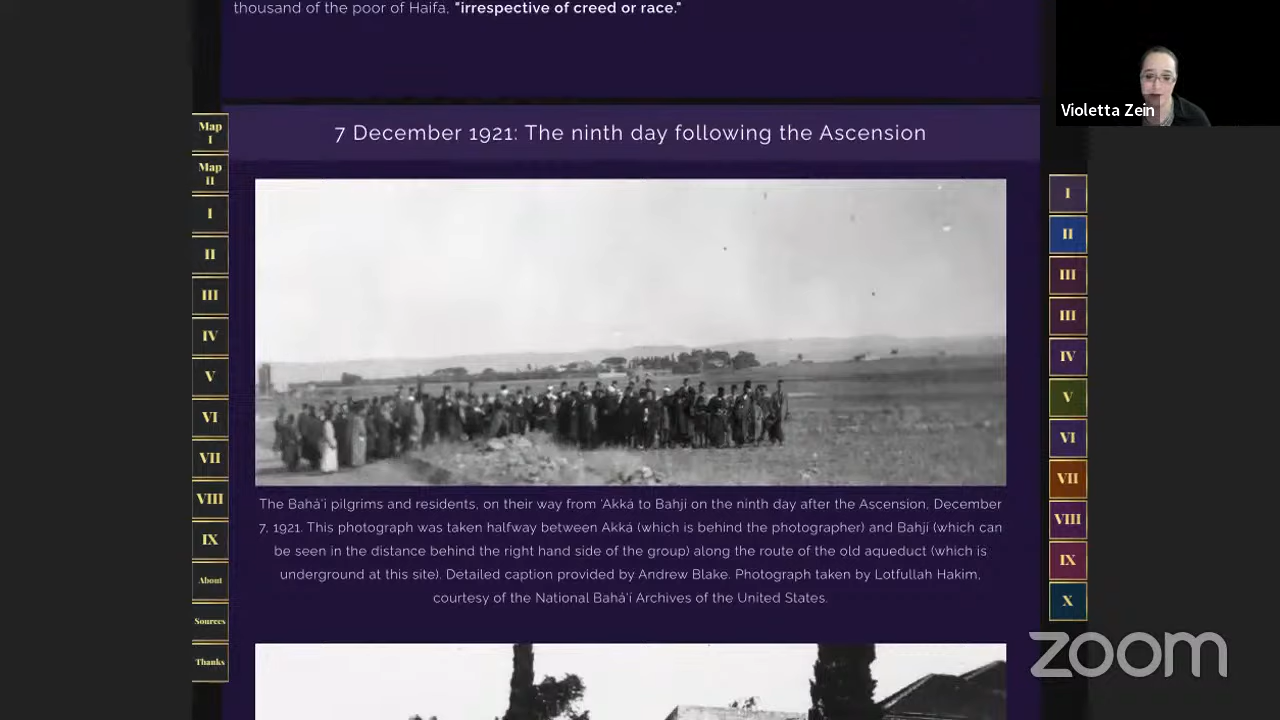 thousand of the poor of Haifa, "irrespective of creed or race."
Violetta Zein
7 December 1921: The ninth day following the Ascension
Map
I
Map
II
I
II
III
IV
V
VI
VII
VIII
IX
About
Sources
Thanks
I
II
III
III
IV
V
VI
VII
VIII
IX
X
The Bahá'í pilgrims and residents, on their way from 'Akká to Bahjí on the ninth day after the Ascension, December
7, 1921. This photograph was taken halfway between Akká (which is behind the photographer) and Bahjí (which can
be seen in the distance behind the right hand side of the group) along the route of the old aqueduct (which is
underground at this site). Detailed caption provided by Andrew Blake. Photograph taken by Lotfullah Hakim,
courtesy of the National Bahá'í Archives of the United States.
zoom